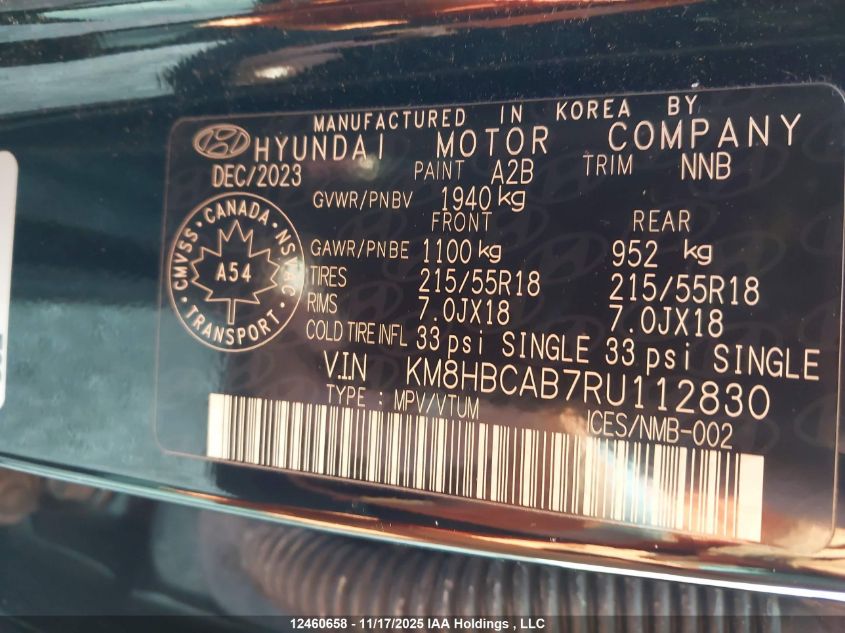 MANUFACTURED IN KOREA BY
HYUNDAI MOTOR COMPANY
DEC/2023 PAINT A2B TRIM NNB
GVWR/PNBV 1940 kg
FRONT REAR
GAWR/PNBE 1100 kg 952 kg
TIRES 215/55R18 215/55R18
RIMS 7.0JX18 7.0JX18
COLD TIRE INFL 33 psi SINGLE 33 psi SINGLE
V.I.N KM8HBCAB7RU112830
TYPE : MPV/VTUM ICES/NMB-002
CMVSS · CANADA · NSVAC · TRANSPORT ·
A54
12460658 - 11/17/2025 IAA Holdings , LLC